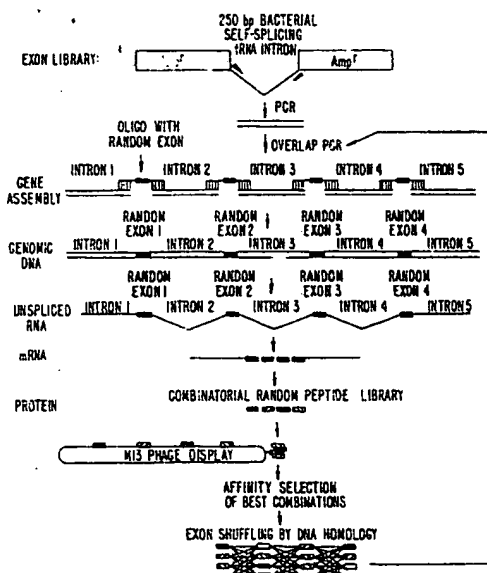 250 bp BACTERIAL
SELF-SPLICING
tRNA INTRON
EXON LIBRARY:
Amp r
PCR
OLIGO WITH
RANDOM EXON
OVERLAP PCR
INTRON 1 INTRON 2 INTRON 3 INTRON 4 INTRON 5
GENE
ASSEMBLY
RANDOM RANDOM RANDOM RANDOM
EXON 1 EXON 2 EXON 3 EXON 4
GENOMIC
DNA
INTRON 1 INTRON 2 INTRON 3 INTRON 4 INTRON 5
RANDOM RANDOM RANDOM RANDOM
EXON 1 EXON 2 EXON 3 EXON 4
UNSPLICED
RNA
INTRON 1 INTRON 2 INTRON 3 INTRON 4 INTRON 5
mRNA
COMBINATORIAL RANDOM PEPTIDE LIBRARY
PROTEIN
M13 PHAGE DISPLAY
AFFINITY SELECTION
OF BEST COMBINATIONS
EXON SHUFFLING BY DNA HOMOLOGY